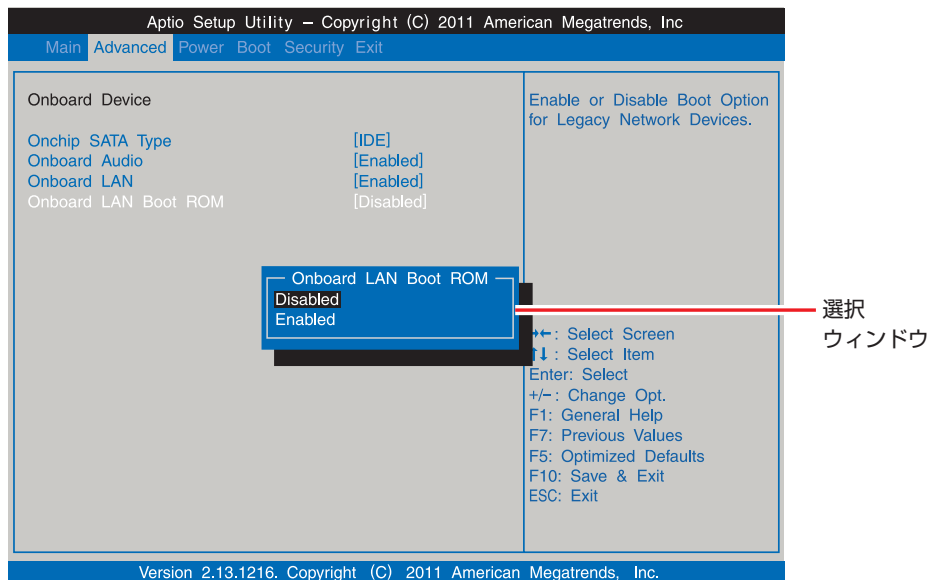 Aptio Setup Utility – Copyright (C) 2011 American Megatrends, Inc
Main Advanced Power Boot Security Exit
Onboard Device
Onchip SATA Type [IDE]
Onboard Audio [Enabled]
Onboard LAN [Enabled]
Onboard LAN Boot ROM [Disabled]
Enable or Disable Boot Option
for Legacy Network Devices.
Onboard LAN Boot ROM
Disabled
Enabled
選択
ウィンドウ
→←: Select Screen
↑↓: Select Item
Enter: Select
+/−: Change Opt.
F1: General Help
F7: Previous Values
F5: Optimized Defaults
F10: Save & Exit
ESC: Exit
Version 2.13.1216. Copyright (C) 2011 American Megatrends, Inc.